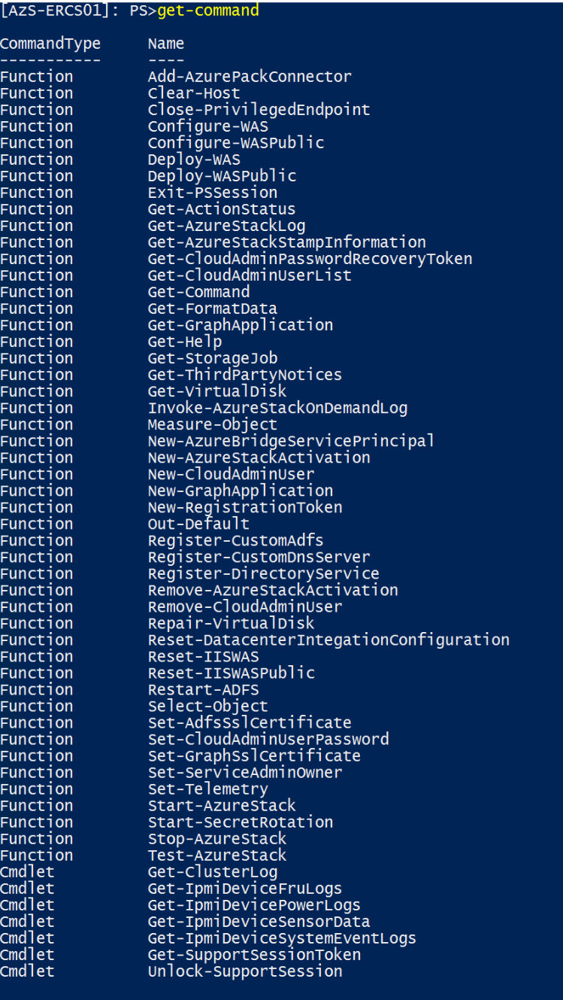 [AzS-ERCS01]: PS>get-command
CommandType     Name
-----------     ----
Function        Add-AzurePackConnector
Function        Clear-Host
Function        Close-PrivilegedEndpoint
Function        Configure-WAS
Function        Configure-WASPublic
Function        Deploy-WAS
Function        Deploy-WASPublic
Function        Exit-PSSession
Function        Get-ActionStatus
Function        Get-AzureStackLog
Function        Get-AzureStackStampInformation
Function        Get-CloudAdminPasswordRecoveryToken
Function        Get-CloudAdminUserList
Function        Get-Command
Function        Get-FormatData
Function        Get-GraphApplication
Function        Get-Help
Function        Get-StorageJob
Function        Get-ThirdPartyNotices
Function        Get-VirtualDisk
Function        Invoke-AzureStackOnDemandLog
Function        Measure-Object
Function        New-AzureBridgeServicePrincipal
Function        New-AzureStackActivation
Function        New-CloudAdminUser
Function        New-GraphApplication
Function        New-RegistrationToken
Function        Out-Default
Function        Register-CustomAdfs
Function        Register-CustomDnsServer
Function        Register-DirectoryService
Function        Remove-AzureStackActivation
Function        Remove-CloudAdminUser
Function        Repair-VirtualDisk
Function        Reset-DatacenterIntegationConfiguration
Function        Reset-IISWAS
Function        Reset-IISWASPublic
Function        Restart-ADFS
Function        Select-Object
Function        Set-AdfsSslCertificate
Function        Set-CloudAdminUserPassword
Function        Set-GraphSslCertificate
Function        Set-ServiceAdminOwner
Function        Set-Telemetry
Function        Start-AzureStack
Function        Start-SecretRotation
Function        Stop-AzureStack
Function        Test-AzureStack
Cmdlet          Get-ClusterLog
Cmdlet          Get-IpmiDeviceFruLogs
Cmdlet          Get-IpmiDevicePowerLogs
Cmdlet          Get-IpmiDeviceSensorData
Cmdlet          Get-IpmiDeviceSystemEventLogs
Cmdlet          Get-SupportSessionToken
Cmdlet          Unlock-SupportSession